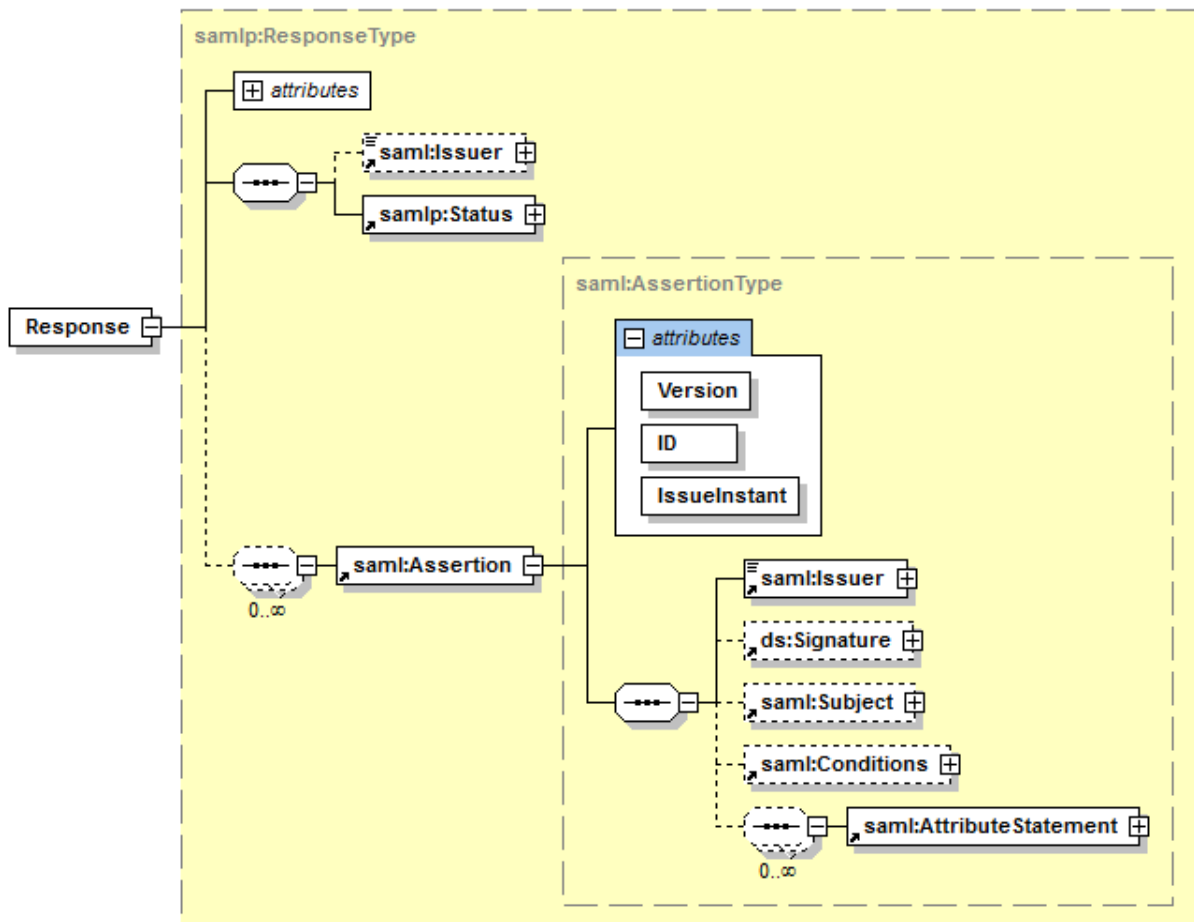 samlp:ResponseType
attributes
saml:Issuer
samlp:Status
saml:AssertionType
Response
attributes
Version
ID
IssueInstant
saml:Assertion
0..∞
saml:Issuer
ds:Signature
saml:Subject
saml:Conditions
saml:AttributeStatement
0..∞